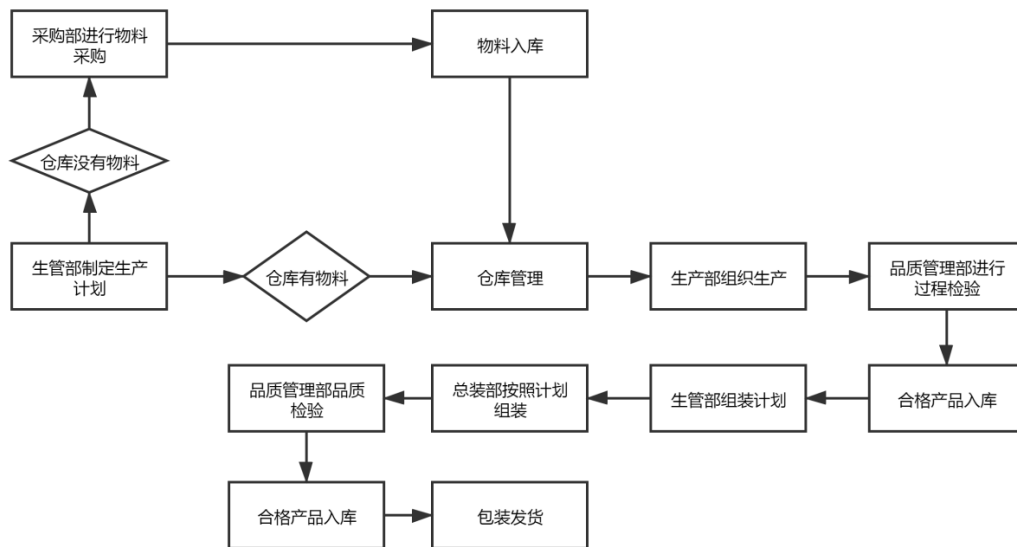 采购部进行物料
采购
物料入库
仓库没有物料
生管部制定生产
计划
仓库有物料
仓库管理
生产部组织生产
品质管理部进行
过程检验
品质管理部品质
检验
总装部按照计划
组装
生管部组装计划
合格产品入库
合格产品入库
包装发货